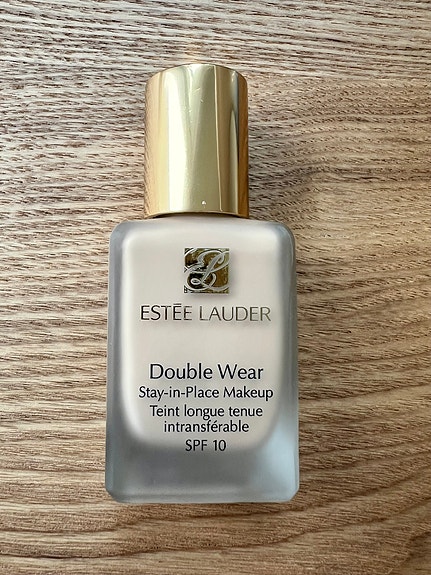 ESTĒE LAUDER
Double Wear
Stay-in-Place Makeup
Teint longue tenue
intransférable
SPF 10